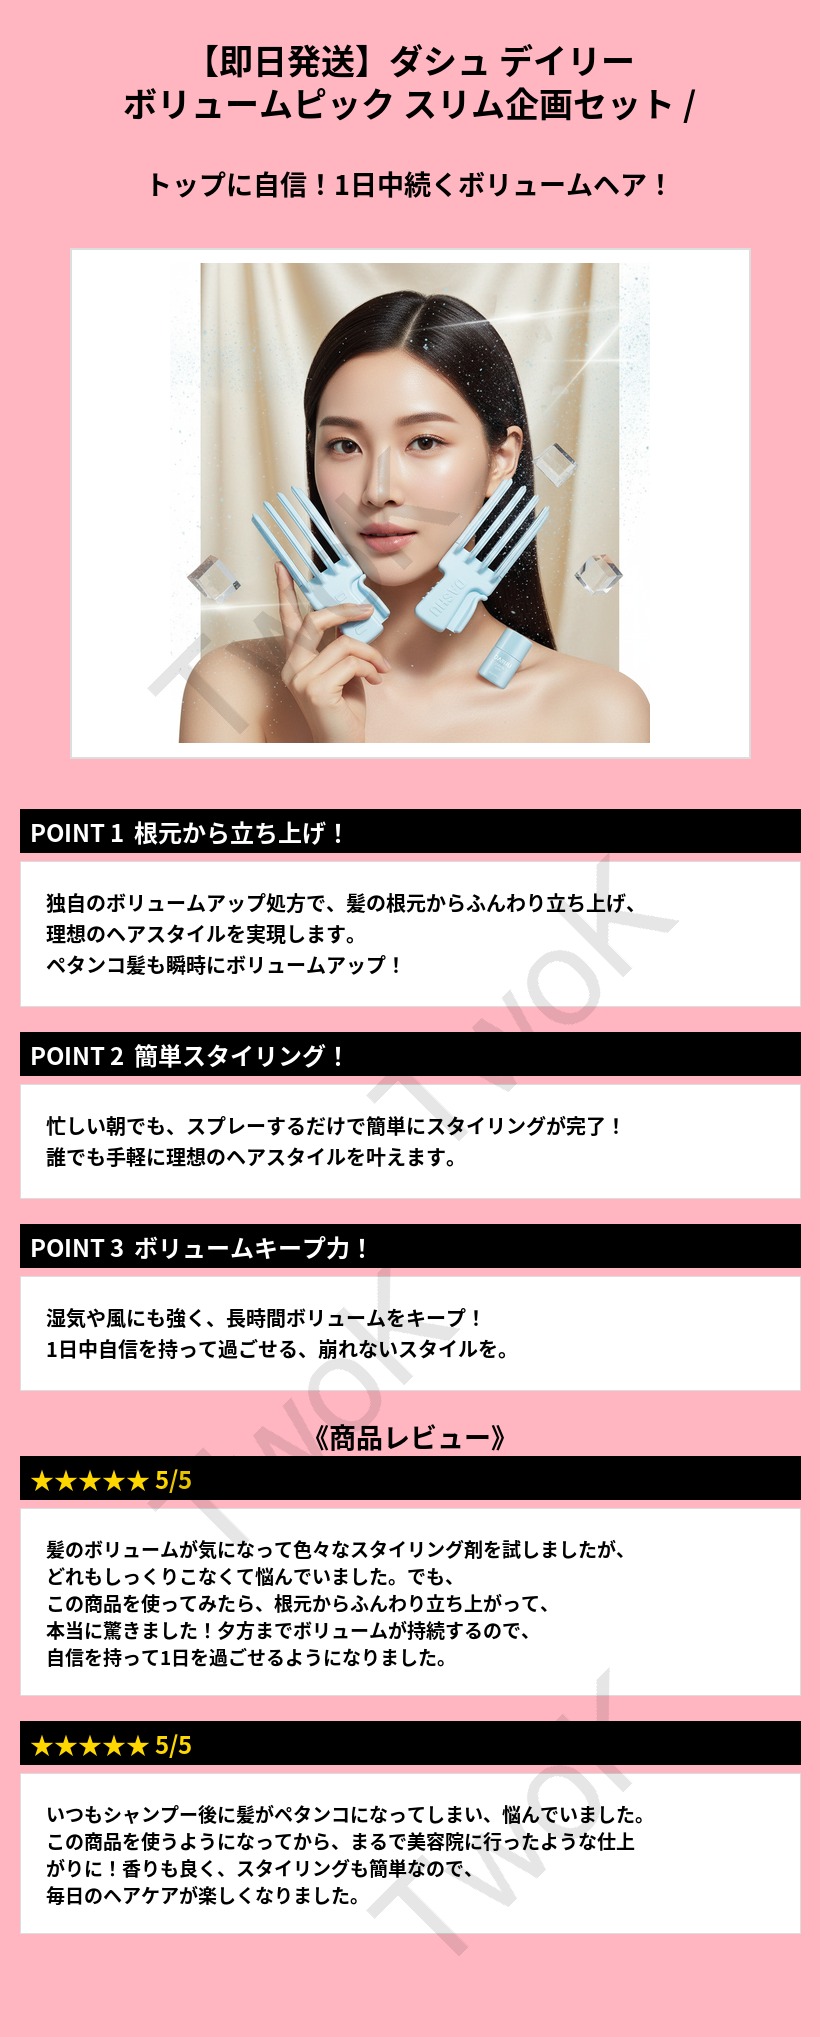 【即日発送】ダシュ デイリー
ボリュームピック スリム企画セット /
トップに自信！1日中続くボリュームヘア！
DASHU
TwoK
POINT 1 根元から立ち上げ！
独自のボリュームアップ処方で、髪の根元からふんわり立ち上げ、
理想のヘアスタイルを実現します。
ペタンコ髪も瞬時にボリュームアップ！
TwoK
POINT 2 簡単スタイリング！
忙しい朝でも、スプレーするだけで簡単にスタイリングが完了！
誰でも手軽に理想のヘアスタイルを叶えます。
POINT 3 ボリュームキープ力！
湿気や風にも強く、長時間ボリュームをキープ！
1日中自信を持って過ごせる、崩れないスタイルを。
TwoK
《商品レビュー》
★★★★★ 5/5
髪のボリュームが気になって色々なスタイリング剤を試しましたが、
どれもしっくりこなくて悩んでいました。でも、
この商品を使ってみたら、根元からふんわり立ち上がって、
本当に驚きました！夕方までボリュームが持続するので、
自信を持って1日を過ごせるようになりました。
★★★★★ 5/5
いつもシャンプー後に髪がペタンコになってしまい、悩んでいました。
この商品を使うようになってから、まるで美容院に行ったような仕上
がりに！香りも良く、スタイリングも簡単なので、
毎日のヘアケアが楽しくなりました。
TwoK